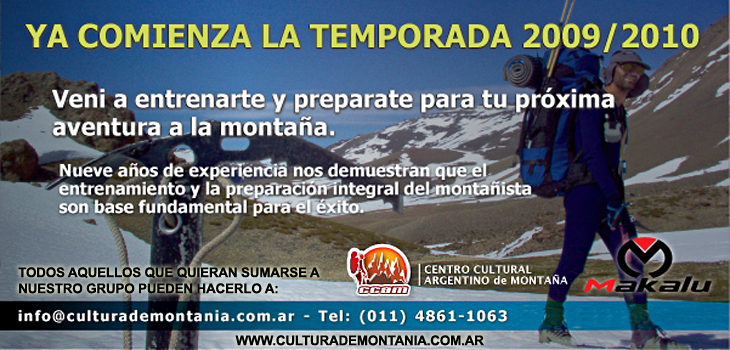 YA COMIENZA LA TEMPORADA 2009/2010
Veni a entrenarte y preparate para tu próxima
aventura a la montaña.
Nueve años de experiencia nos demuestran que el
entrenamiento y la preparación integral del montañista
son base fundamental para el éxito.
TODOS AQUELLOS QUE QUIERAN SUMARSE A
NUESTRO GRUPO PUEDEN HACERLO A:
ccam
CENTRO CULTURAL
ARGENTINO de MONTAÑA
Makalu
info@culturademontania.com.ar - Tel: (011) 4861-1063
WWW.CULTURADEMONTANIA.COM.AR